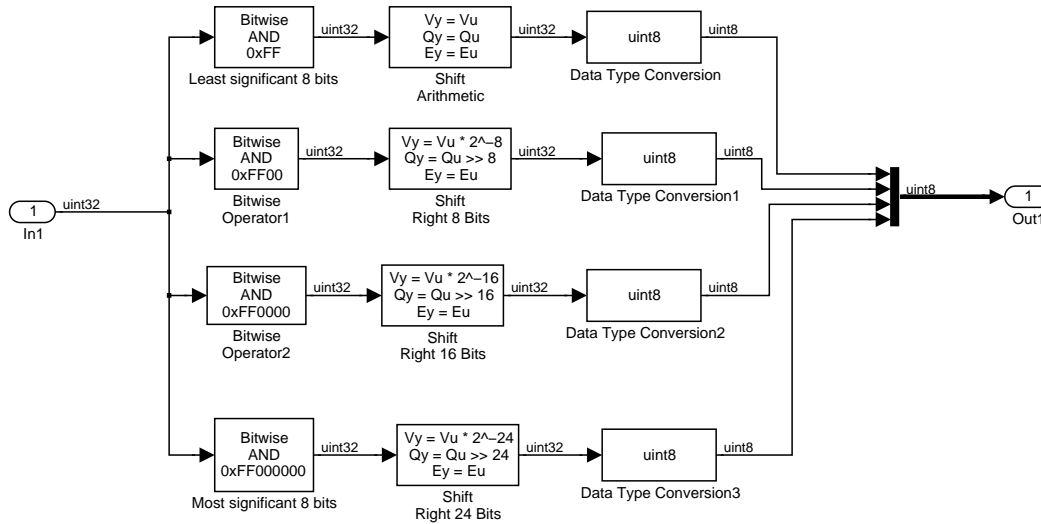 Bitwise
AND
0xFF
uint32
Vy = Vu
Qy = Qu
Ey = Eu
uint32
uint8
uint8
Least significant 8 bits
Shift
Arithmetic
Data Type Conversion
Bitwise
AND
0xFF00
uint32
Vy = Vu * 2^−8
Qy = Qu >> 8
Ey = Eu
uint32
uint8
uint8
Bitwise
Operator1
Shift
Right 8 Bits
Data Type Conversion1
1
uint32
In1
uint8
1
Out1
Bitwise
AND
0xFF0000
uint32
Vy = Vu * 2^−16
Qy = Qu >> 16
Ey = Eu
uint32
uint8
uint8
Bitwise
Operator2
Shift
Right 16 Bits
Data Type Conversion2
Bitwise
AND
0xFF000000
uint32
Vy = Vu * 2^−24
Qy = Qu >> 24
Ey = Eu
uint32
uint8
uint8
Most significant 8 bits
Shift
Right 24 Bits
Data Type Conversion3